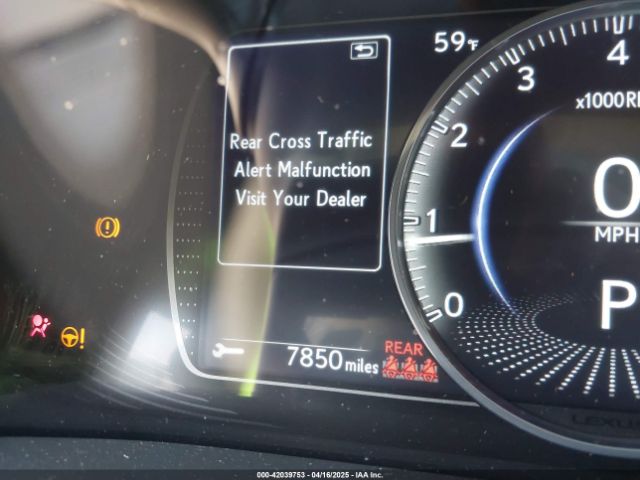 59°F
Rear Cross Traffic
Alert Malfunction
Visit Your Dealer
4
3
x1000R
2
1
0
0
MPH
P
7850 miles
REAR
LEXUS
000-42039753 - 04/16/2025 - IAA Inc.